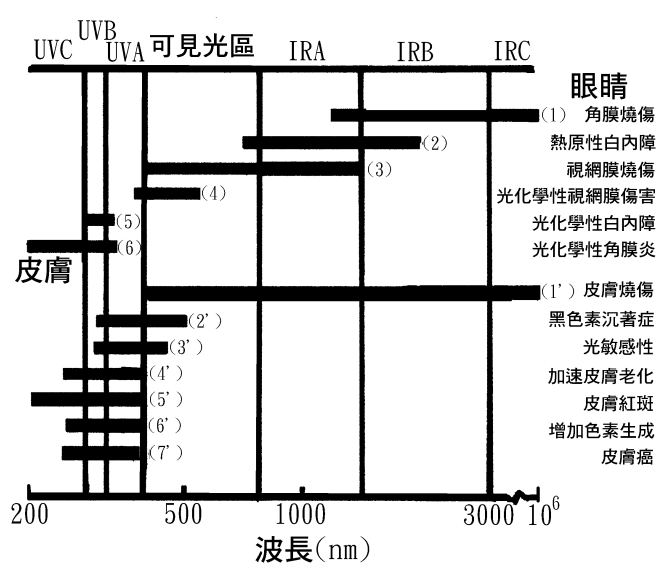 UVC UVB UVA 可見光區 IRA IRB IRC
眼睛
(1) 角膜燒傷
(2) 熱原性白內障
(3) 視網膜燒傷
(4) 光化學性視網膜傷害
(5) 光化學性白內障
(6) 光化學性角膜炎
皮膚
(1') 皮膚燒傷
(2') 黑色素沉著症
(3') 光敏感性
(4') 加速皮膚老化
(5') 皮膚紅斑
(6') 增加色素生成
(7') 皮膚癌
200 500 1000 3000 10⁶
波長(nm)